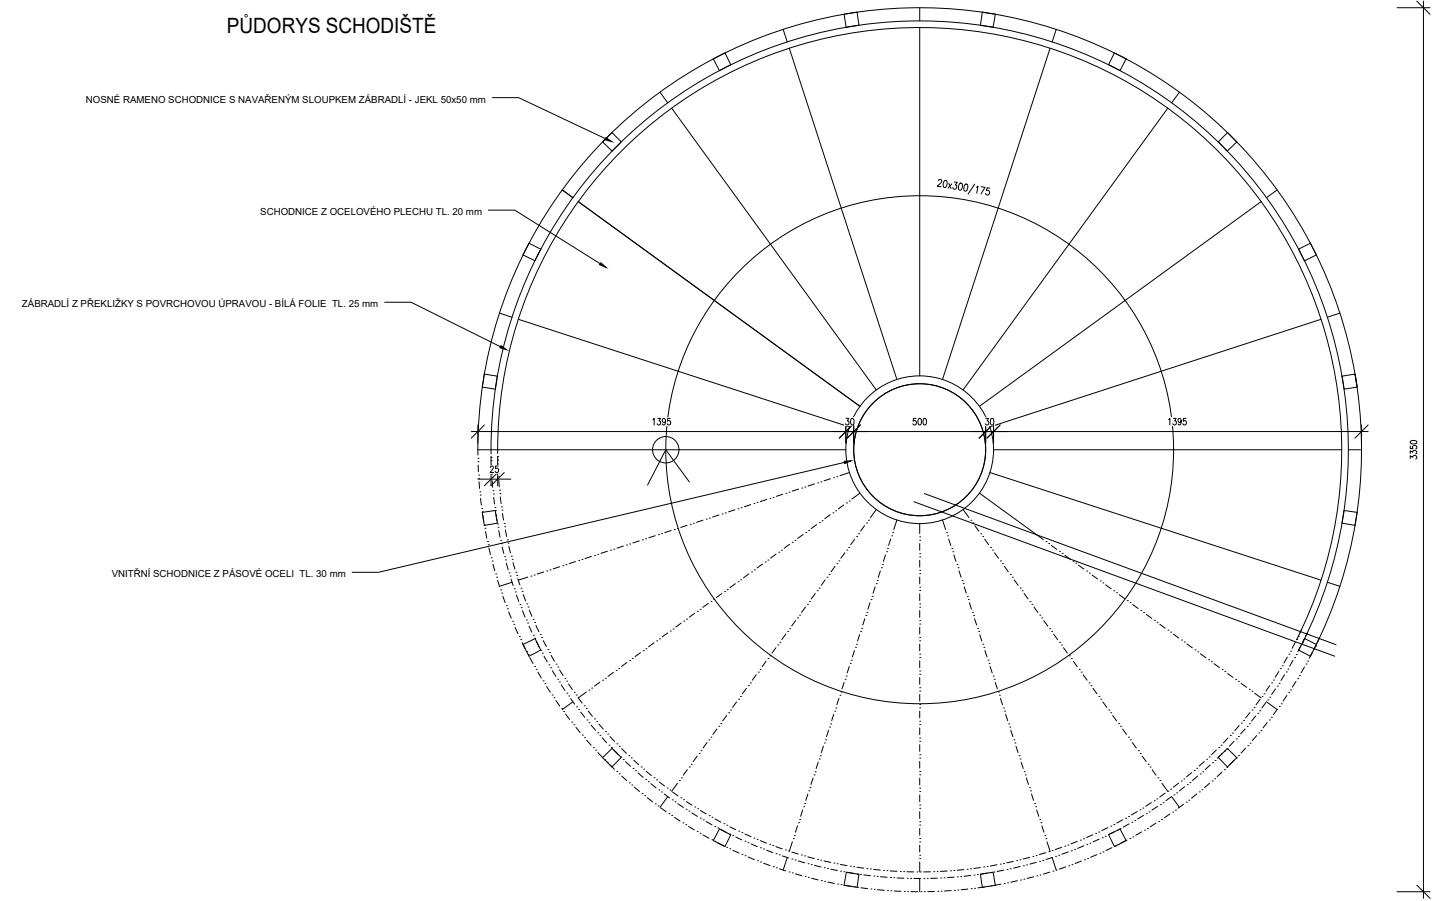 PŮDORYS SCHODIŠTĚ
NOSNÉ RAMENO SCHODNICE S NAVAŘENÝM SLOUPKEM ZÁBRADLÍ - JEKL 50x50 mm
20x300/175
SCHODNICE Z OCELOVÉHO PLECHU TL. 20 mm
ZÁBRADLÍ Z PŘEKLIŽKY S POVRCHOVOU ÚPRAVOU - BÍLÁ FOLIE TL. 25 mm
1395 30 500 30 1395
3350
25
VNITŘNÍ SCHODNICE Z PÁSOVÉ OCELI TL. 30 mm